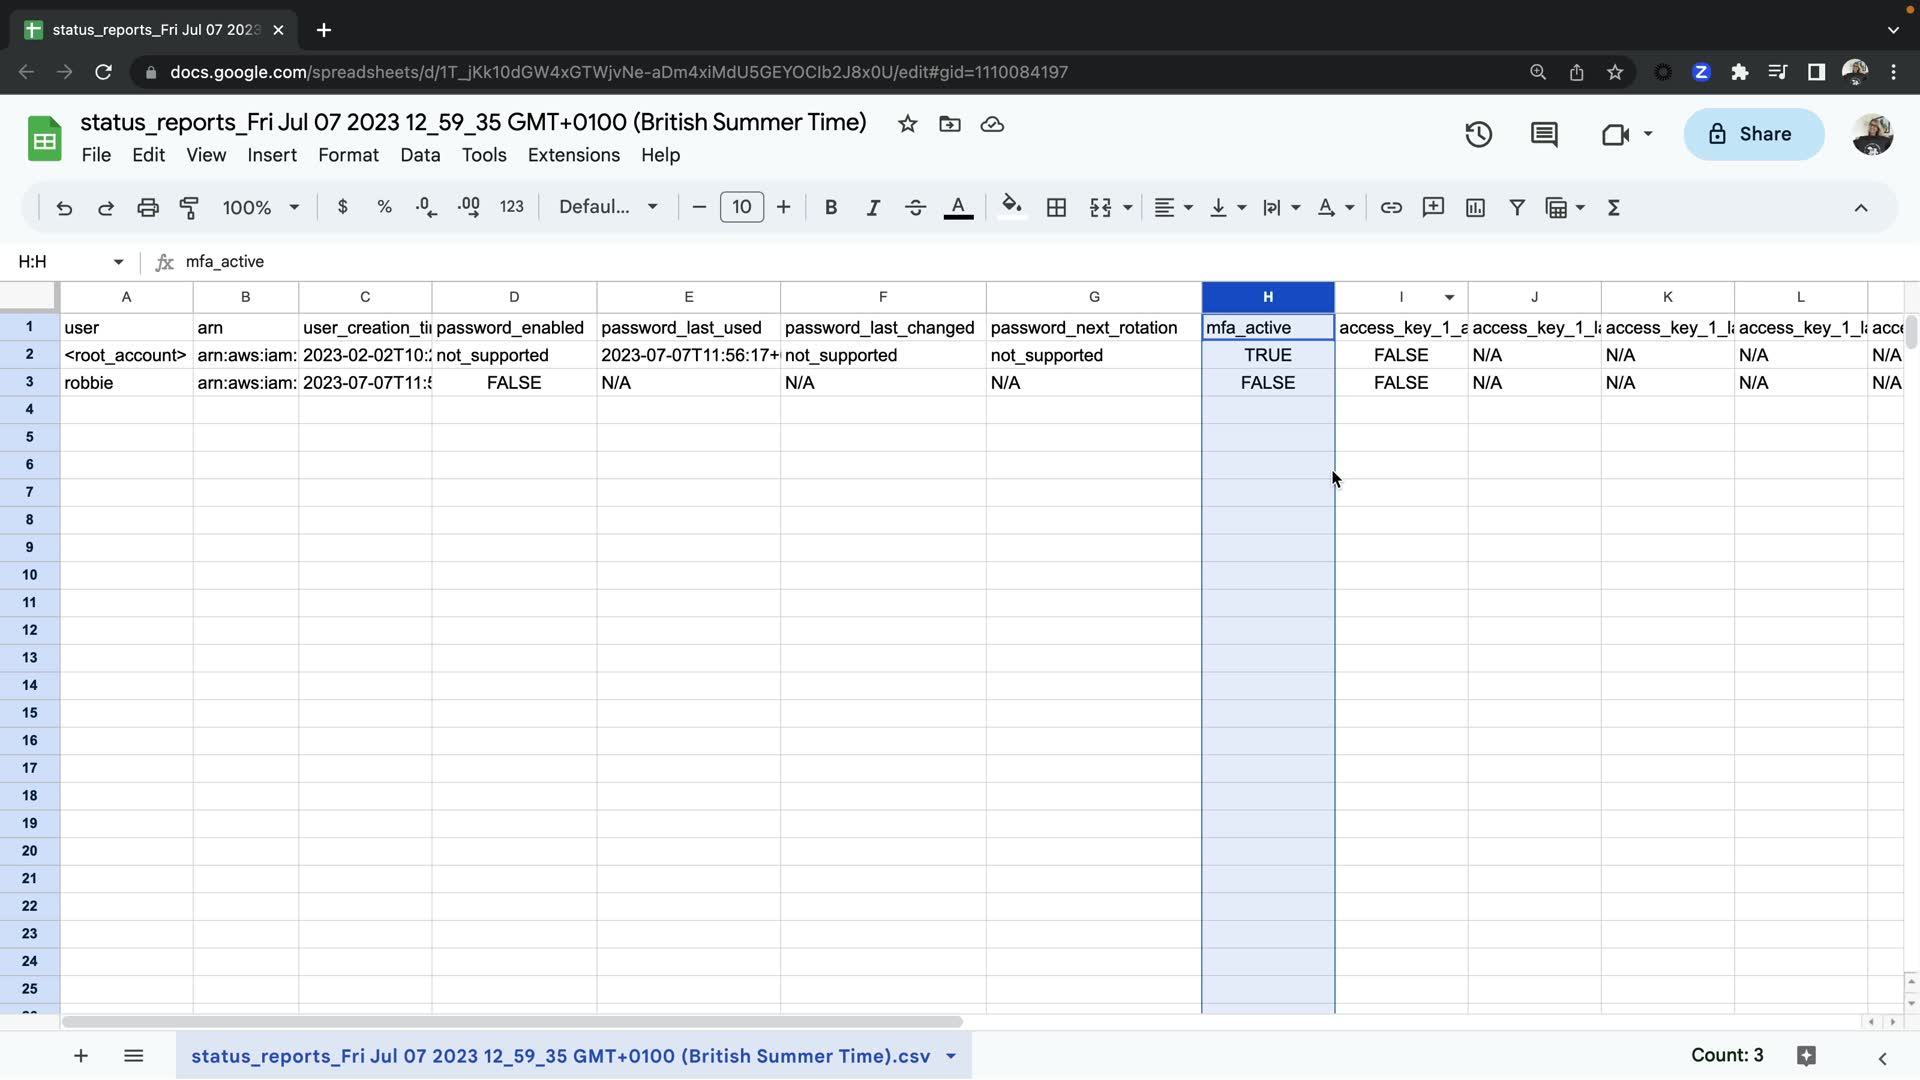 status_reports_Fri Jul 07 2023
docs.google.com/spreadsheets/d/1T_jKk10dGW4xGTWjvNe-aDm4xiMdU5GEYOCIb2J8x0U/edit#gid=1110084197
status_reports_Fri Jul 07 2023 12_59_35 GMT+0100 (British Summer Time)
File Edit View Insert Format Data Tools Extensions Help
Share
100% $ % .0 .00 123 Defaul... 10 B I S A
H:H fx mfa_active
A B C D E F G H I J K L
1 user arn user_creation_ti password_enabled password_last_used password_last_changed password_next_rotation mfa_active access_key_1_a access_key_1_la access_key_1_la access_key_1_la acce
2 <root_account> arn:aws:iam: 2023-02-02T10:2 not_supported 2023-07-07T11:56:17+ not_supported not_supported TRUE FALSE N/A N/A N/A N/A
3 robbie arn:aws:iam: 2023-07-07T11:5 FALSE N/A N/A N/A FALSE FALSE N/A N/A N/A N/A
4
5
6
7
8
9
10
11
12
13
14
15
16
17
18
19
20
21
22
23
24
25
status_reports_Fri Jul 07 2023 12_59_35 GMT+0100 (British Summer Time).csv Count: 3